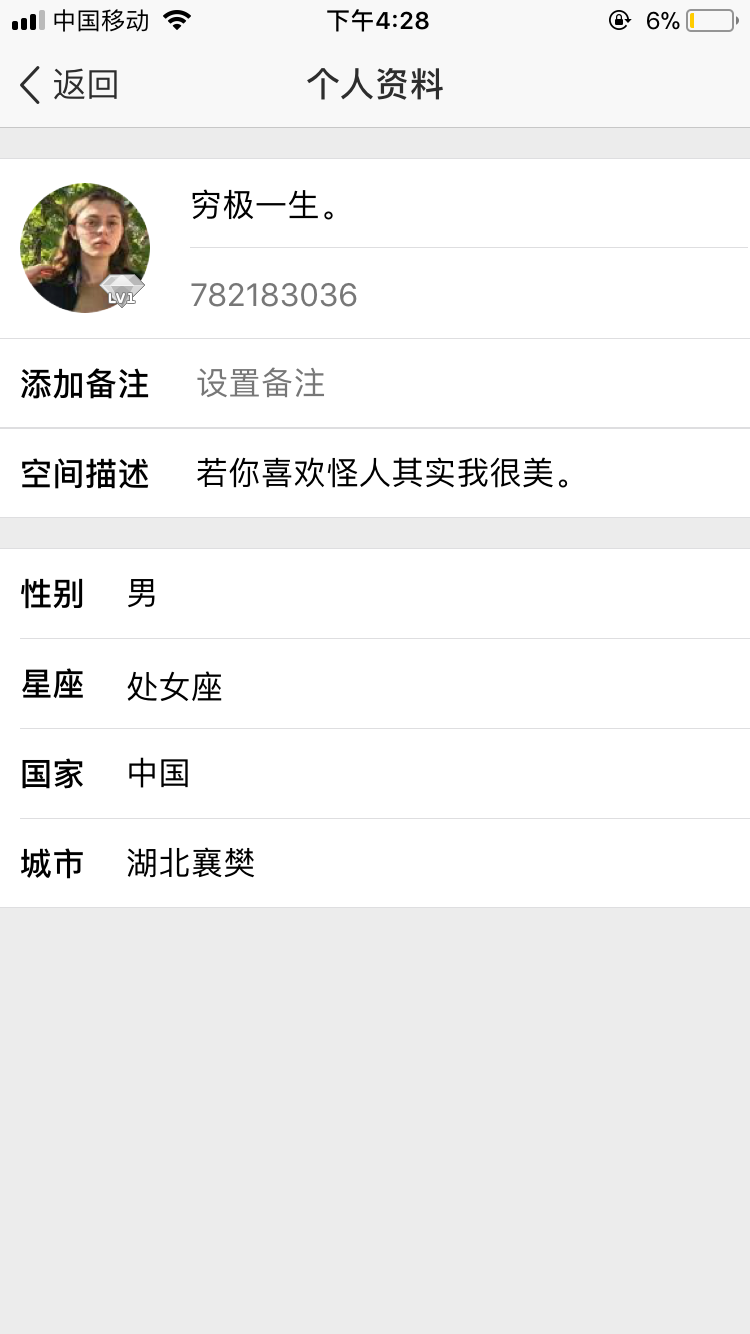 中国移动 下午4:28 6%
返回 个人资料
穷极一生。
LV1
782183036
添加备注 设置备注
空间描述 若你喜欢怪人其实我很美。
性别 男
星座 处女座
国家 中国
城市 湖北襄樊